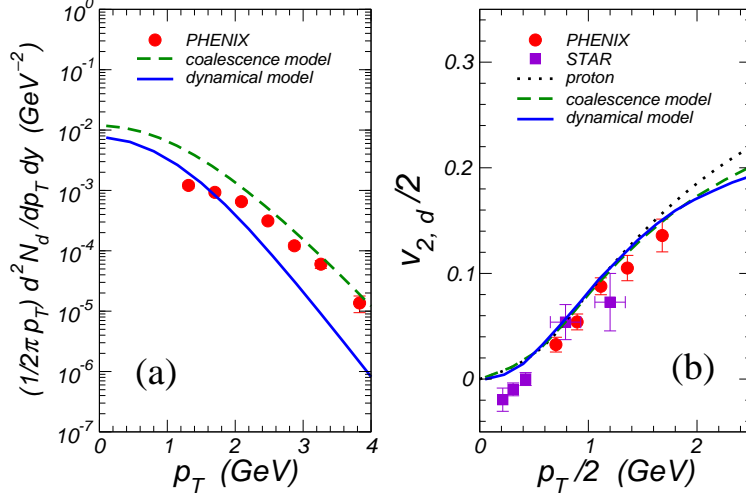 10^0
10^-1
10^-2
10^-3
10^-4
10^-5
10^-6
10^-7
(1/2πp_T) d^2N_d/dp_T dy (GeV^-2)
PHENIX
coalescence model
dynamical model
(a)
0 1 2 3 4
p_T (GeV)
0.3
0.2
0.1
0
v_2, d/2
PHENIX
STAR
proton
coalescence model
dynamical model
(b)
0 1 2
p_T/2 (GeV)